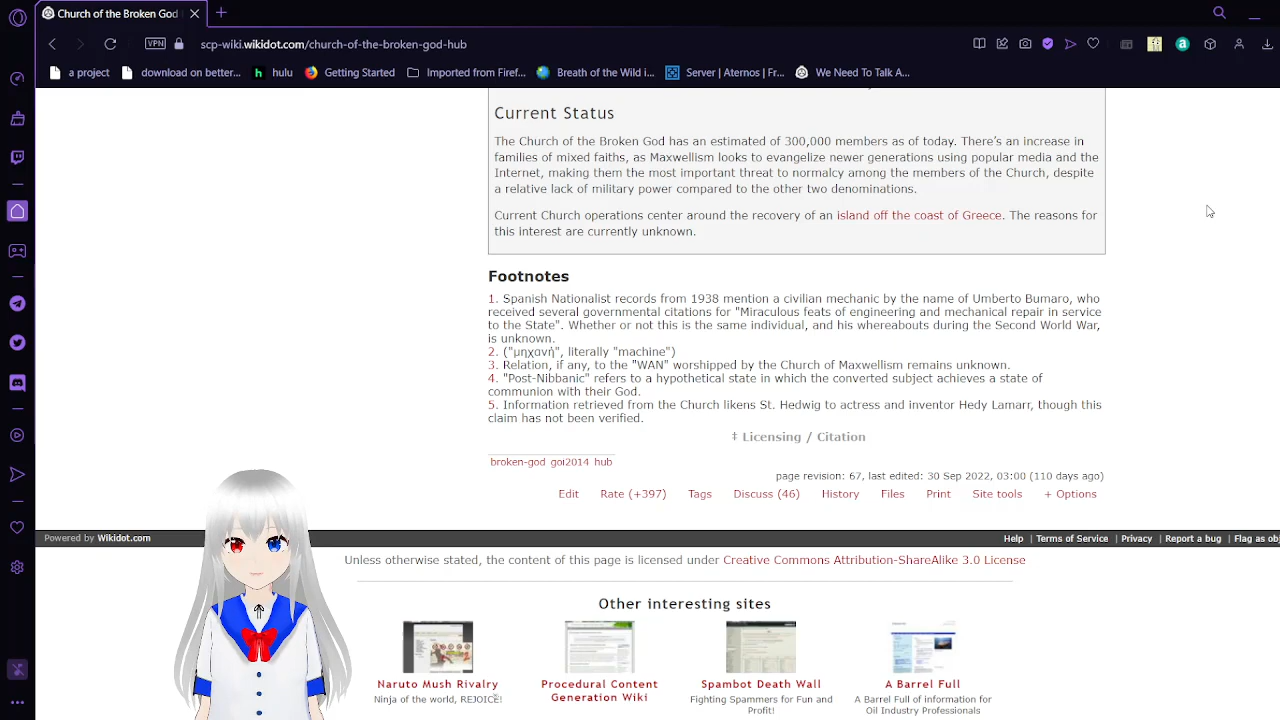 Church of the Broken God
VPN
scp-wiki.wikidot.com/church-of-the-broken-god-hub
a project
download on better...
h
hulu
Getting Started
Imported from Firef...
Breath of the Wild i...
Server | Aternos | Fr...
We Need To Talk A...
Current Status
The Church of the Broken God has an estimated of 300,000 members as of today. There's an increase in
families of mixed faiths, as Maxwellism looks to evangelize newer generations using popular media and the
Internet, making them the most important threat to normalcy among the members of the Church, despite
a relative lack of military power compared to the other two denominations.
Current Church operations center around the recovery of an island off the coast of Greece. The reasons for
this interest are currently unknown.
Footnotes
1. Spanish Nationalist records from 1938 mention a civilian mechanic by the name of Umberto Bumaro, who
received several governmental citations for "Miraculous feats of engineering and mechanical repair in service
to the State". Whether or not this is the same individual, and his whereabouts during the Second World War,
is unknown.
2. ("μηχανή", literally "machine")
3. Relation, if any, to the "WAN" worshipped by the Church of Maxwellism remains unknown.
4. "Post-Nibbanic" refers to a hypothetical state in which the converted subject achieves a state of
communion with their God.
5. Information retrieved from the Church likens St. Hedwig to actress and inventor Hedy Lamarr, though this
claim has not been verified.
‡ Licensing / Citation
broken-god goi2014 hub
page revision: 67, last edited: 30 Sep 2022, 03:00 (110 days ago)
Edit Rate (+397) Tags Discuss (46) History Files Print Site tools + Options
Powered by Wikidot.com
Help | Terms of Service | Privacy | Report a bug | Flag as obj
Unless otherwise stated, the content of this page is licensed under Creative Commons Attribution-ShareAlike 3.0 License
Other interesting sites
Naruto Mush Rivalry
Ninja of the world, REJOICE!
Procedural Content
Generation Wiki
Spambot Death Wall
Fighting Spammers for Fun and
Profit!
A Barrel Full
A Barrel Full of information for
Oil Industry Professionals